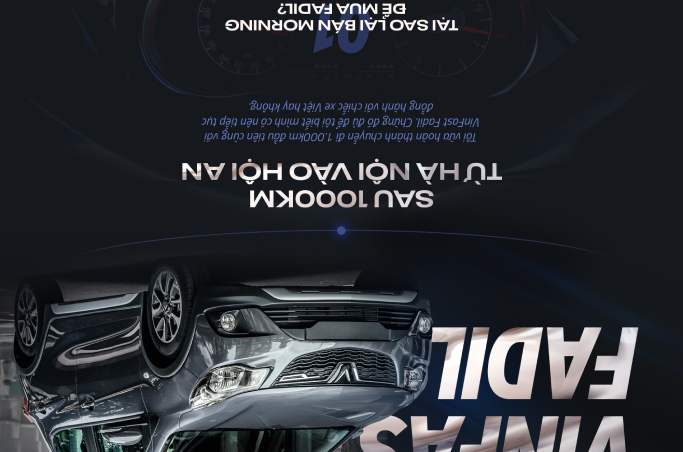 VINFAS
FADIL
SAU 1000KM
TỪ HÀ NỘI VÀO HỘI AN
Tôi vừa hoàn thành chuyến đi 1.000km đầu tiên cùng với
VinFast Fadil. Chừng đó đủ để tôi biết mình có nên tiếp tục
đồng hành với chiếc xe Việt hay không.
01
TẠI SAO LẠI BÁN MORNING
ĐỂ MUA FADIL?